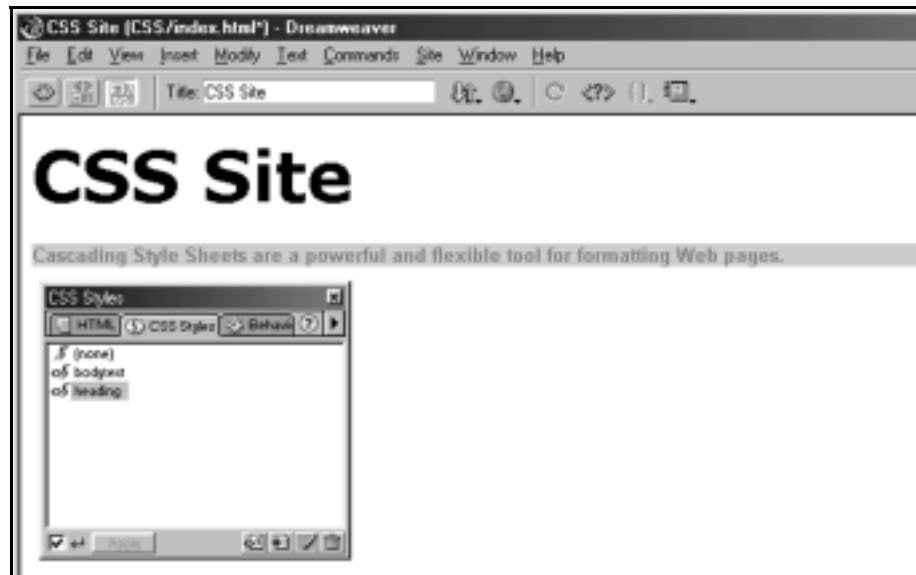 CSS Site (CSS/index.html*) - Dreamweaver
File Edit View Insert Modify Text Commands Site Window Help
Title: CSS Site
CSS Site
Cascading Style Sheets are a powerful and flexible tool for formatting Web pages.
CSS Styles
HTML CSS Styles Behavi
(none)
bodytext
heading
Apply